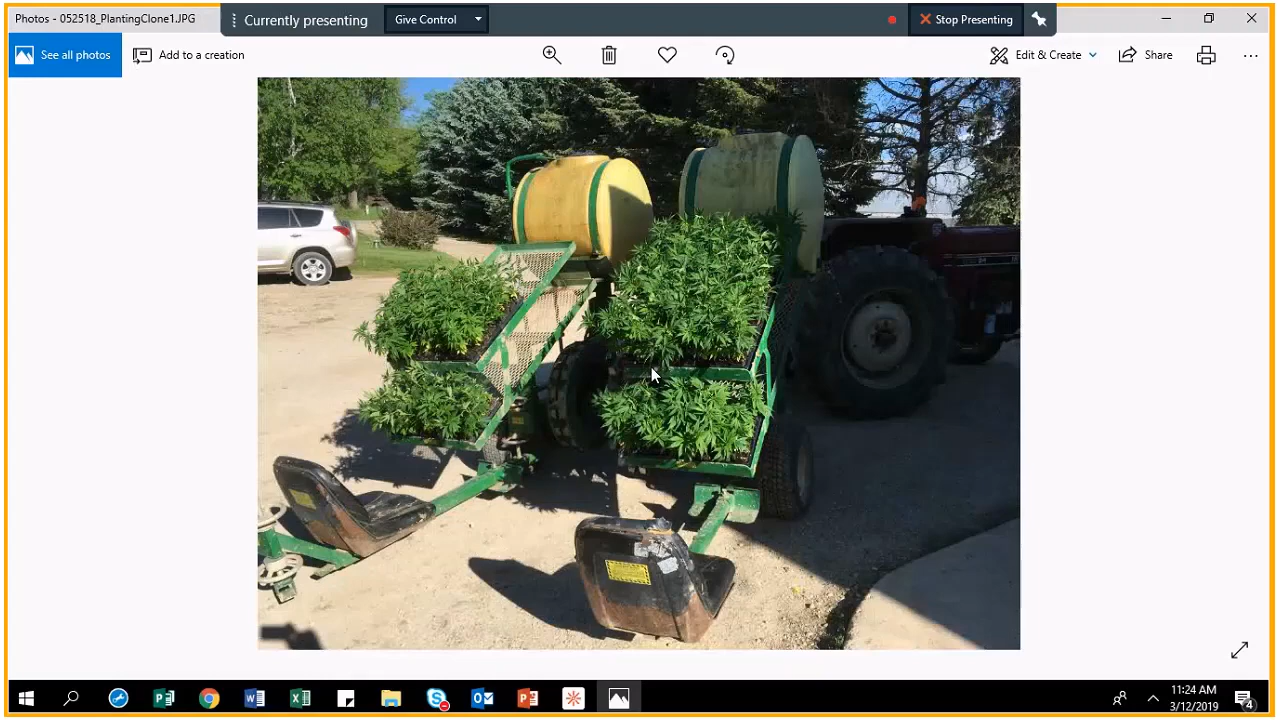 Photos - 052518_PlantingClone1.JPG
Currently presenting
Give Control
Stop Presenting
See all photos
Add to a creation
Edit & Create
Share
11:24 AM
3/12/2019
4